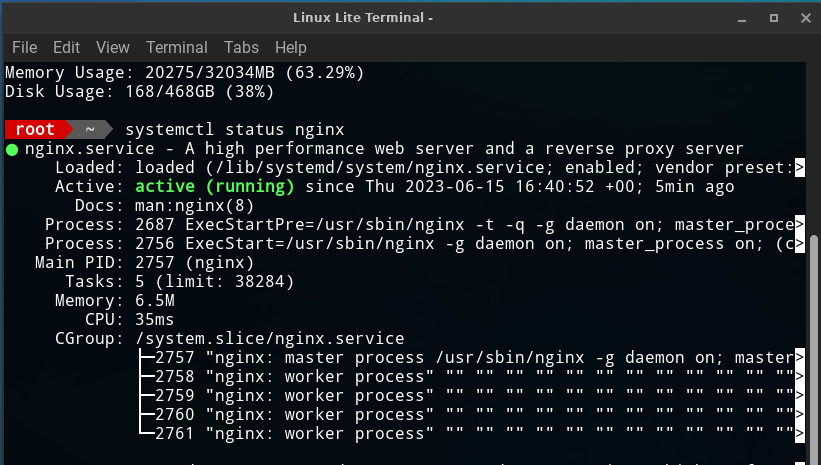 Linux Lite Terminal -
File Edit View Terminal Tabs Help
Memory Usage: 20275/32034MB (63.29%)
Disk Usage: 168/468GB (38%)
root ~ systemctl status nginx
● nginx.service - A high performance web server and a reverse proxy server
Loaded: loaded (/lib/systemd/system/nginx.service; enabled; vendor preset:>
Active: active (running) since Thu 2023-06-15 16:40:52 +00; 5min ago
Docs: man:nginx(8)
Process: 2687 ExecStartPre=/usr/sbin/nginx -t -q -g daemon on; master_proce>
Process: 2756 ExecStart=/usr/sbin/nginx -g daemon on; master_process on; (c>
Main PID: 2757 (nginx)
Tasks: 5 (limit: 38284)
Memory: 6.5M
CPU: 35ms
CGroup: /system.slice/nginx.service
├─2757 "nginx: master process /usr/sbin/nginx -g daemon on; master>
├─2758 "nginx: worker process" "" "" "" "" "" "" "" "" "" "" "" "">
├─2759 "nginx: worker process" "" "" "" "" "" "" "" "" "" "" "" "">
├─2760 "nginx: worker process" "" "" "" "" "" "" "" "" "" "" "" "">
└─2761 "nginx: worker process" "" "" "" "" "" "" "" "" "" "" "" "">